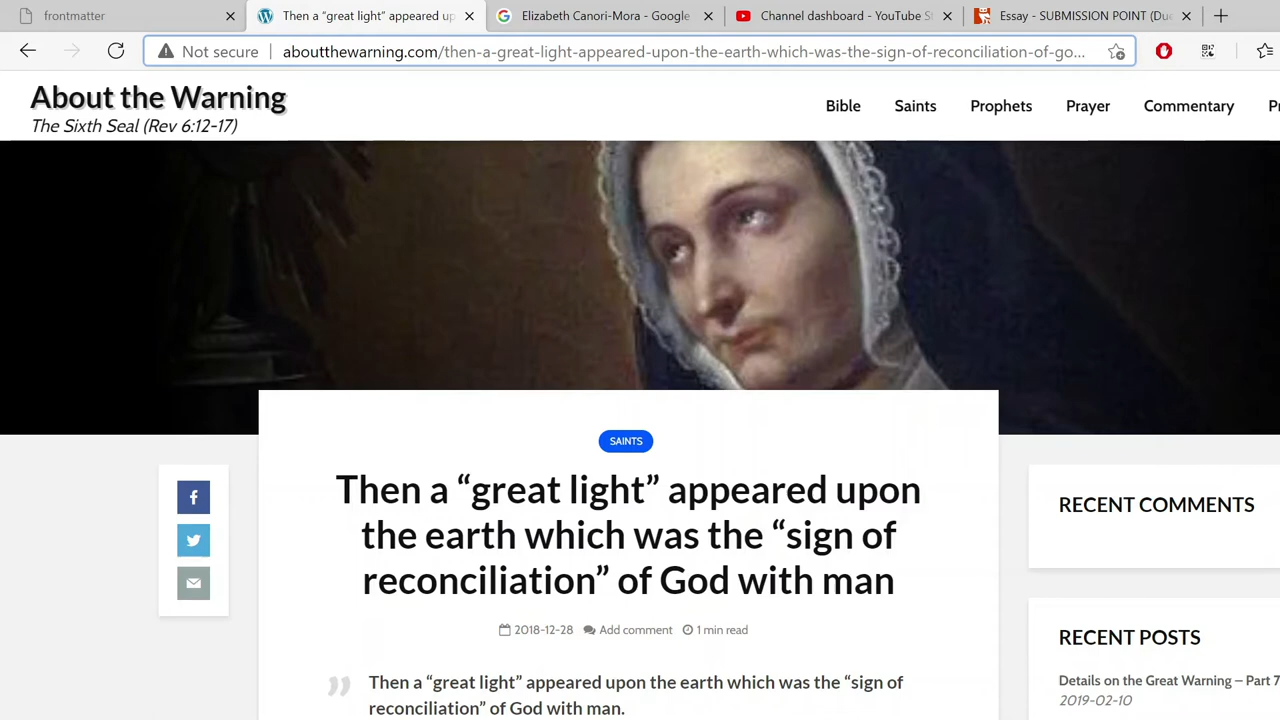 frontmatter
Then a “great light” appeared up
Elizabeth Canori-Mora - Google
Channel dashboard - YouTube St
Essay - SUBMISSION POINT (Due
Not secure
aboutthewarning.com/then-a-great-light-appeared-upon-the-earth-which-was-the-sign-of-reconciliation-of-go...
About the Warning
The Sixth Seal (Rev 6:12-17)
Bible Saints Prophets Prayer Commentary
SAINTS
Then a “great light” appeared upon
the earth which was the “sign of
reconciliation” of God with man
2018-12-28 Add comment 1 min read
Then a “great light” appeared upon the earth which was the “sign of
reconciliation” of God with man.
RECENT COMMENTS
RECENT POSTS
Details on the Great Warning – Part 7
2019-02-10